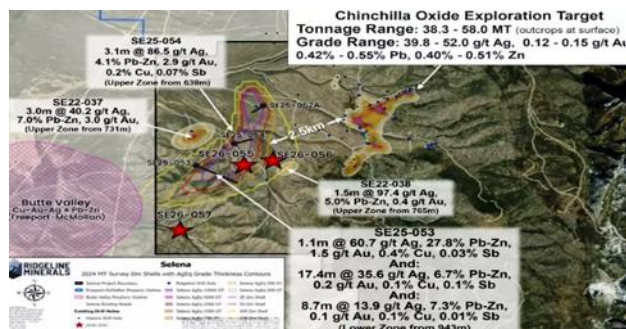 Chinchilla Oxide Exploration Target
Tonnage Range: 38.3 - 58.0 MT (outcrops at surface)
Grade Range: 39.8 - 52.0 g/t Ag, 0.12 - 0.15 g/t Au
0.42% - 0.55% Pb, 0.40% - 0.51% Zn
SE25-054
3.1m @ 86.5 g/t Ag,
4.1% Pb-Zn, 2.9 g/t Au,
0.2% Cu, 0.07% Sb
(Upper Zone from 639m)
SE22-037
3.0m @ 40.2 g/t Ag,
7.0% Pb-Zn, 3.0 g/t Au,
(Upper Zone from 731m)
2.5km
SE25-053
SE26-055
SE26-056
SE22-038
1.5m @ 97.4 g/t Ag,
5.0% Pb-Zn, 0.4 g/t Au,
(Upper Zone from 765m)
Butte Valley
Cu-Au-Ag ± Pb-Zn
(Freeport-McMoRan)
SE26-057
SE25-053
1.1m @ 60.7 g/t Ag, 27.8% Pb-Zn,
1.5 g/t Au, 0.4% Cu, 0.03% Sb
And:
17.4m @ 35.6 g/t Ag, 6.7% Pb-Zn,
0.2 g/t Au, 0.1% Cu, 0.1% Sb
And:
8.7m @ 13.9 g/t Ag, 7.3% Pb-Zn,
0.1 g/t Au, 0.1% Cu, 0.01% Sb
(Lower Zone from 943m)
RIDGELINE
MINERALS
Selena
2024 MT Survey Om Shells with AgEq Grade Thickness Contours